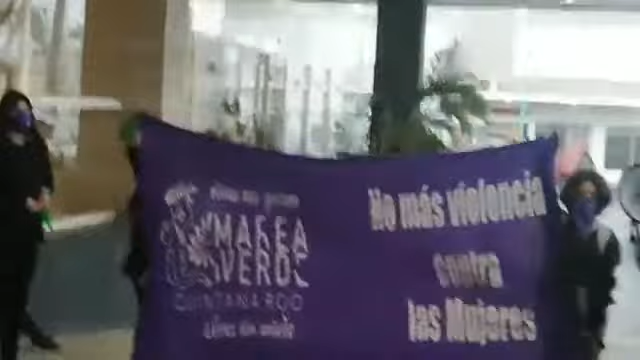 MAREA
VERDE
QUINTANA ROO
No más violencia
contra
las Mujeres